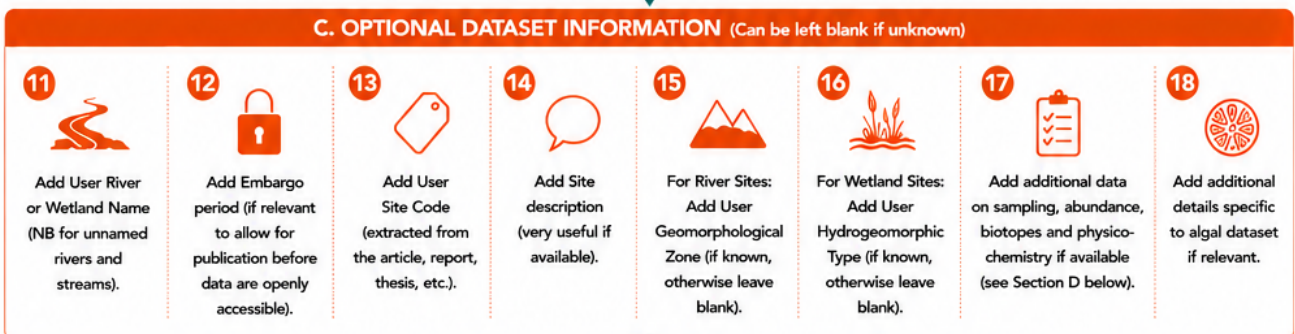 C. OPTIONAL DATASET INFORMATION (Can be left blank if unknown)
11
Add User River
or Wetland Name
(NB for unnamed
rivers and
streams).
12
Add Embargo
period (if relevant
to allow for
publication before
data are openly
accessible).
13
Add User
Site Code
(extracted from
the article, report,
thesis, etc.).
14
Add Site
description
(very useful if
available).
15
For River Sites:
Add User
Geomorphological
Zone (if known,
otherwise leave
blank).
16
For Wetland Sites:
Add User
Hydrogeomorphic
Type (if known,
otherwise leave
blank).
17
Add additional data
on sampling, abundance,
biotopes and physico-
chemistry if available
(see Section D below).
18
Add additional
details specific
to algal dataset
if relevant.